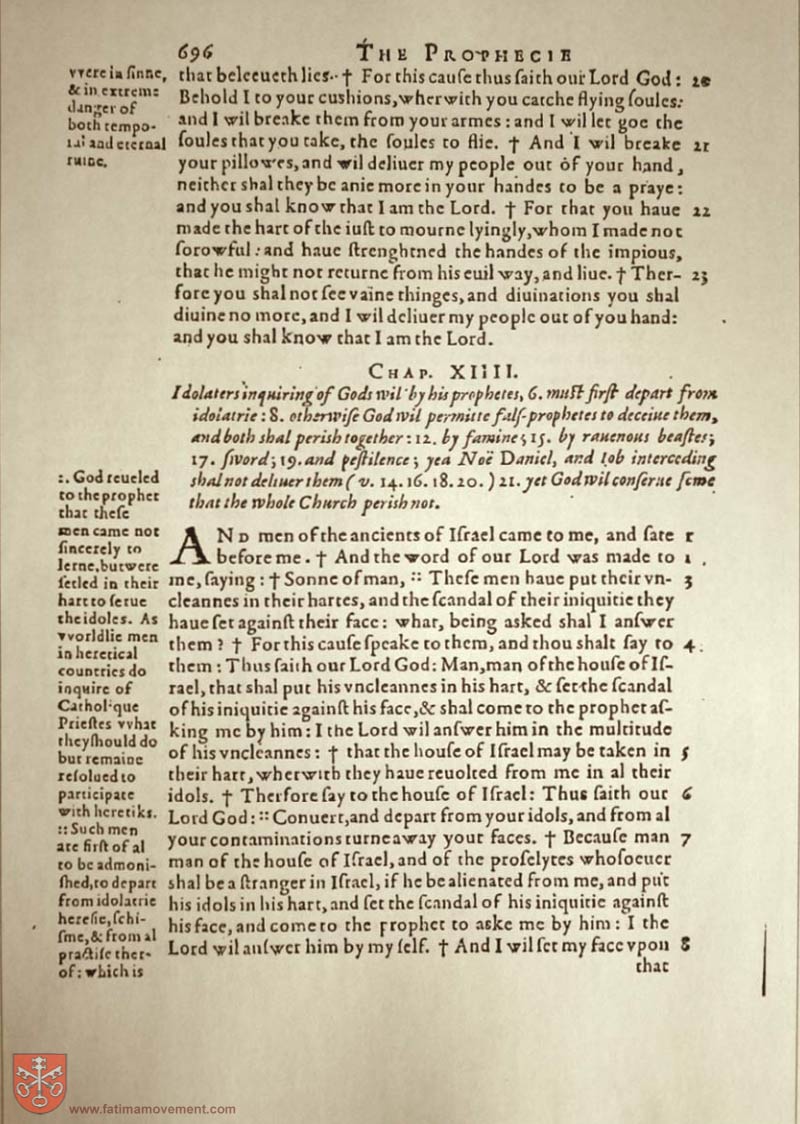 696
THE PROPHECIE
vvere in sinne,
& in extreme
danger of
both tempo-
ral and eternal
ruine.
that beleeueth lies. † For this cause thus saith our Lord God: 20
Behold I to your cushions, wherwith you catche flying soules:
and I wil breake them from your armes: and I wil let goe the
soules that you take, the soules to flie. † And I wil breake 21
your pillowes, and wil deliuer my people out of your hand,
neither shal they be anie more in your handes to be a praye:
and you shal know that I am the Lord. † For that you haue 22
made the hart of the iust to mourne lyingly, whom I made not
sorowful: and haue strenghtned the handes of the impious,
that he might not returne from his euil way, and liue. † Ther- 23
fore you shal not see vaine thinges, and diuinations you shal
diuine no more, and I wil deliuer my people out of you hand:
and you shal know that I am the Lord.
CHAP. XIIII.
Idolaters inquiring of Gods wil by his prophetes, 6. must first depart from
idolatrie: 8. otherwise God wil permitte fals-prophetes to deceiue them,
and both shal perish together: 12. by famine; 15. by rauenous beastes;
17. sword; 19. and pestilence; yea Noë Daniel, and Iob interceding
shal not deliuer them (v. 14. 16. 18. 20.) 21. yet God wil conserue some
that the whole Church perish not.
:. God reueled
to the prophet
that these
men came not
sincerely to
lerne, but were
setled in their
hart to serue
the idoles. As
vvorldlie men
in heretical
countries do
inquire of
Catholique
Priestes vvhat
they should do
but remaine
resolued to
participate
with heretiks.
:: Such men
are first of al
to be admoni-
shed, to depart
from idolatrie
heresie, schi-
sme, & from al
practise ther-
of: which is
AND men of the ancients of Israel came to me, and sate 1
before me. † And the word of our Lord was made to 2
me, saying: † Sonne of man, :: These men haue put their vn- 3
cleannes in their hartes, and the scandal of their iniquitie they
haue set against their face: what, being asked shal I answer
them? † For this cause speake to them, and thou shalt say to 4
them: Thus saith our Lord God: Man, man of the house of Is-
rael, that shal put his vncleannes in his hart, & set the scandal
of his iniquitie against his face, & shal come to the prophet as-
king me by him: I the Lord wil answer him in the multitude
of his vncleannes: † that the house of Israel may be taken in 5
their hart, wherwith they haue reuolted from me in al their
idols. † Therfore say to the house of Israel: Thus saith our 6
Lord God: :: Conuert, and depart from your idols, and from al
your contaminations turne away your faces. † Because man 7
man of the house of Israel, and of the proselytes whosoeuer
shal be a stranger in Israel, if he be alienated from me, and put
his idols in his hart, and set the scandal of his iniquitie against
his face, and come to the prophet to aske me by him: I the
Lord wil answer him by my self. † And I wil set my face vpon 8
that
www.fatimamovement.com